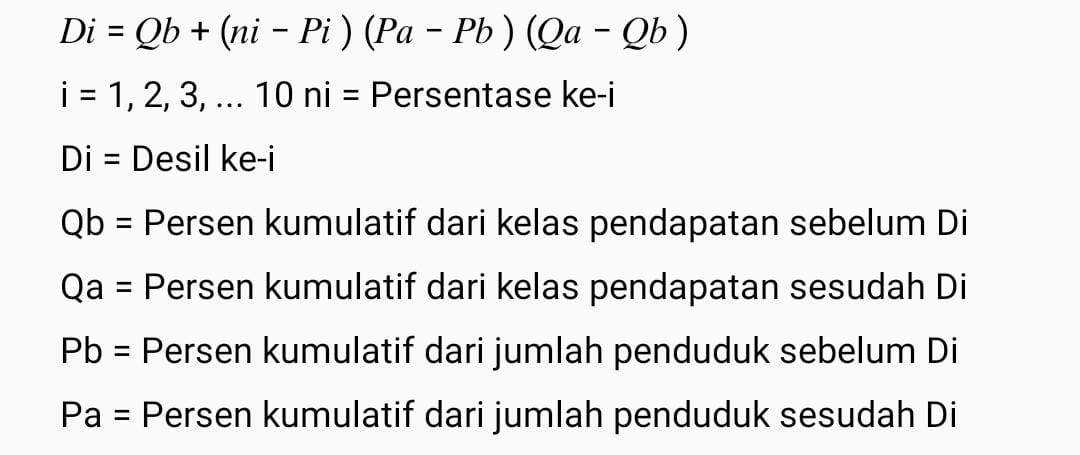 Di = Qb + (ni − Pi ) (Pa − Pb ) (Qa − Qb )
i = 1, 2, 3, ... 10 ni = Persentase ke-i
Di = Desil ke-i
Qb = Persen kumulatif dari kelas pendapatan sebelum Di
Qa = Persen kumulatif dari kelas pendapatan sesudah Di
Pb = Persen kumulatif dari jumlah penduduk sebelum Di
Pa = Persen kumulatif dari jumlah penduduk sesudah Di